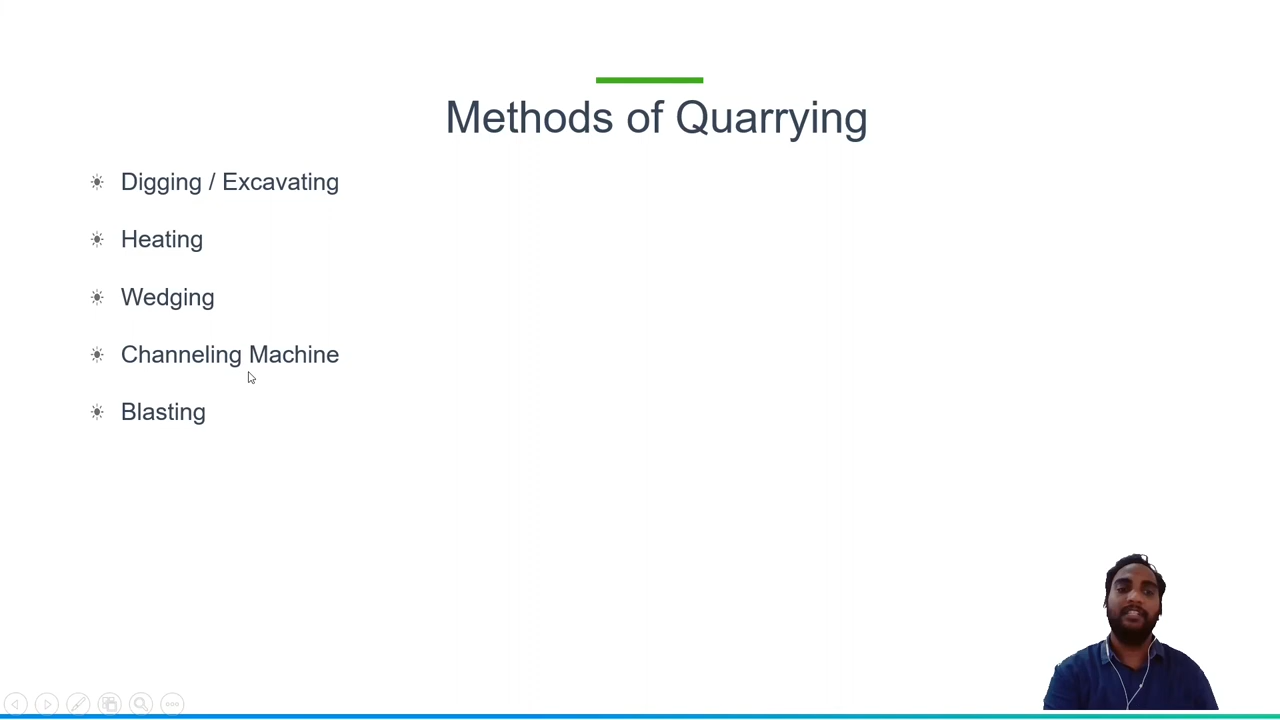 Methods of Quarrying
Digging / Excavating
Heating
Wedging
Channeling Machine
Blasting